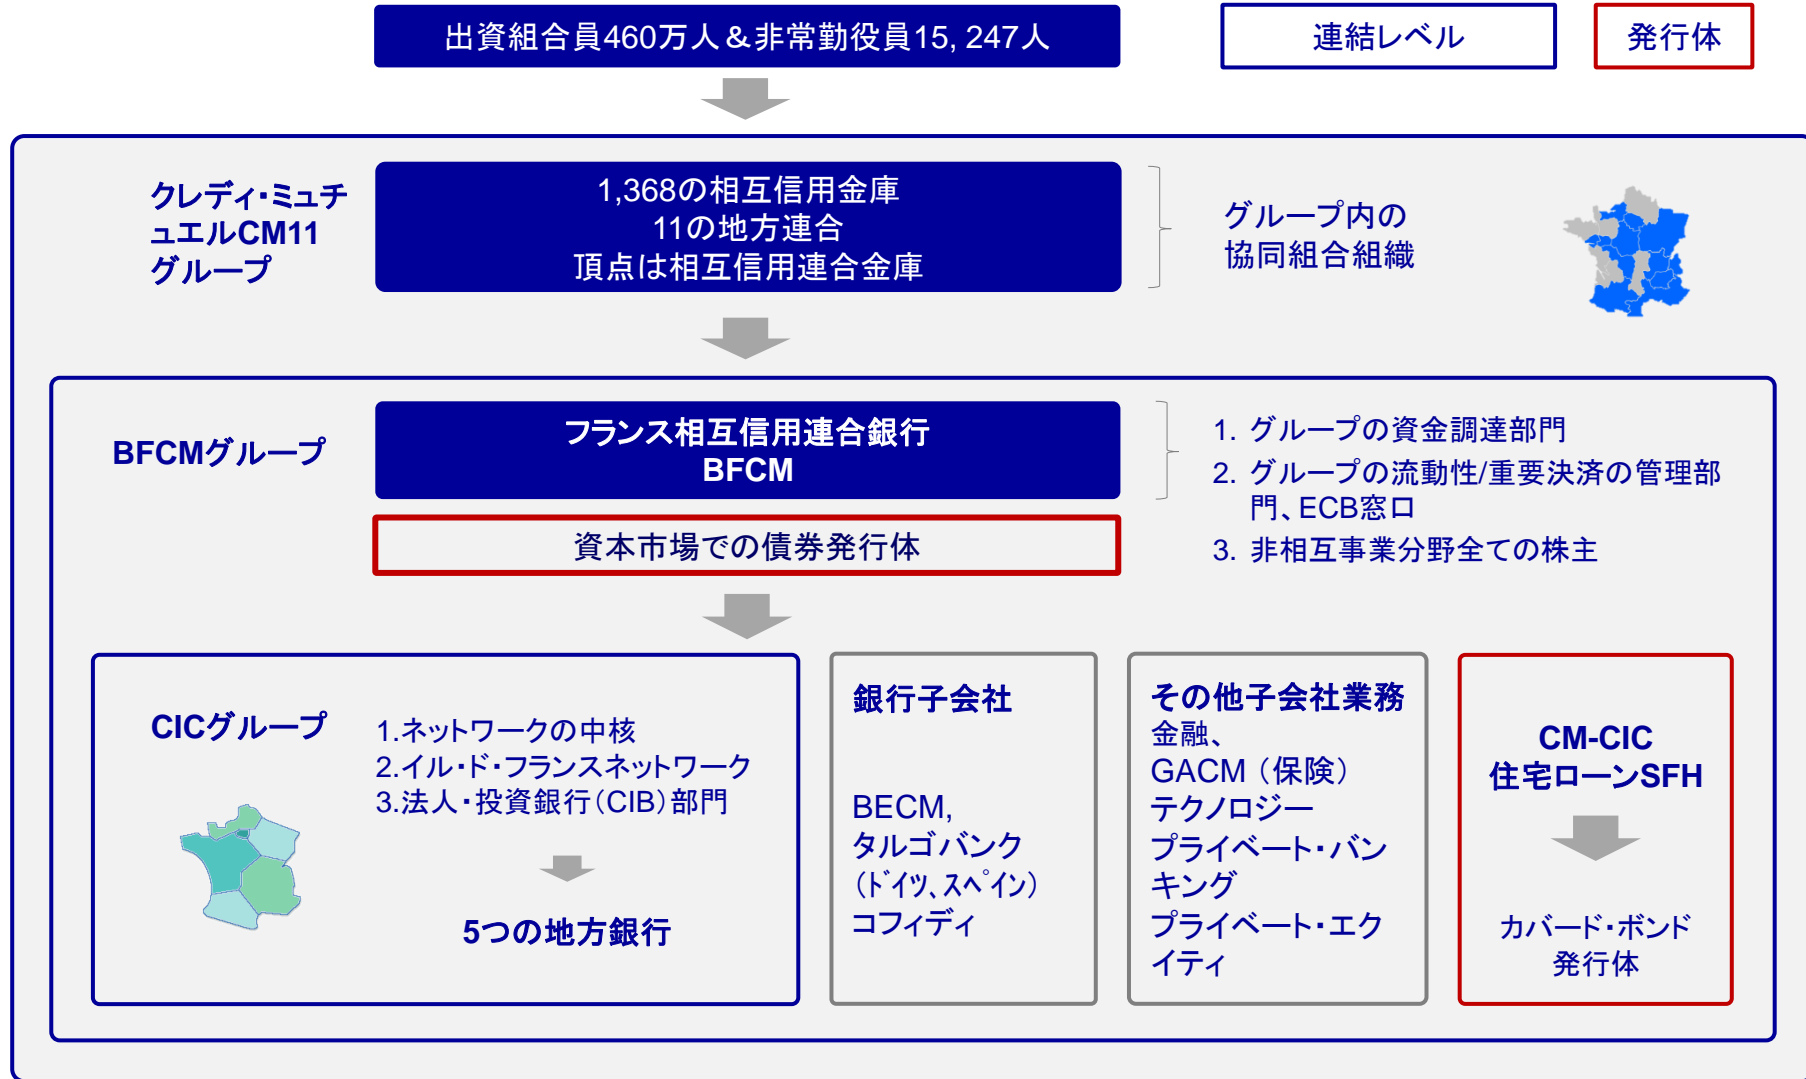 出資組合員460万人＆非常勤役員15, 247人
連結レベル
発行体
クレディ・ミュチ
ュエルCM11
グループ
1,368の相互信用金庫
11の地方連合
頂点は相互信用連合金庫
グループ内の
協同組合組織
BFCMグループ
フランス相互信用連合銀行
BFCM
資本市場での債券発行体
1. グループの資金調達部門
2. グループの流動性/重要決済の管理部
門、ECB窓口
3. 非相互事業分野全ての株主
CICグループ
1.ネットワークの中核
2.イル・ド・フランスネットワーク
3.法人・投資銀行（CIB）部門
5つの地方銀行
銀行子会社
BECM,
タルゴバンク
（ﾄﾞｲﾂ、ｽﾍﾟｲﾝ）
コフィディ
その他子会社業務
金融、
GACM （保険）
テクノロジー
プライベート・バン
キング
プライベート・エク
イティ
CM-CIC
住宅ローンSFH
カバード・ボンド
発行体